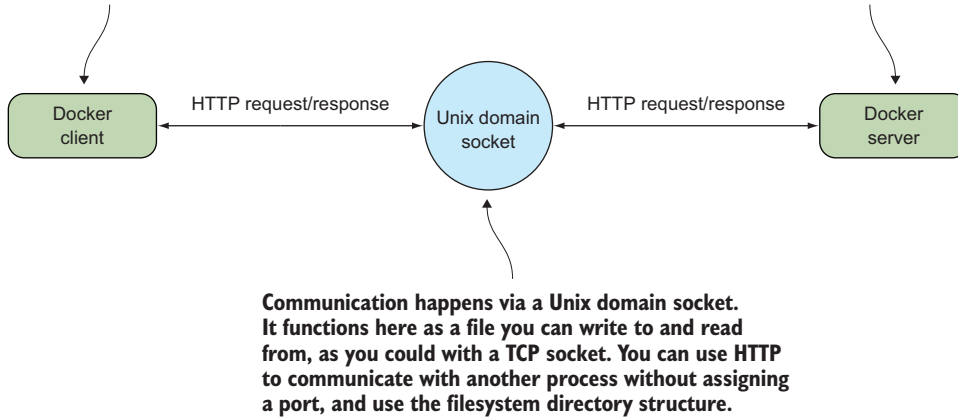 Docker
client
HTTP request/response
Unix domain
socket
HTTP request/response
Docker
server
Communication happens via a Unix domain socket.
It functions here as a file you can write to and read
from, as you could with a TCP socket. You can use HTTP
to communicate with another process without assigning
a port, and use the filesystem directory structure.